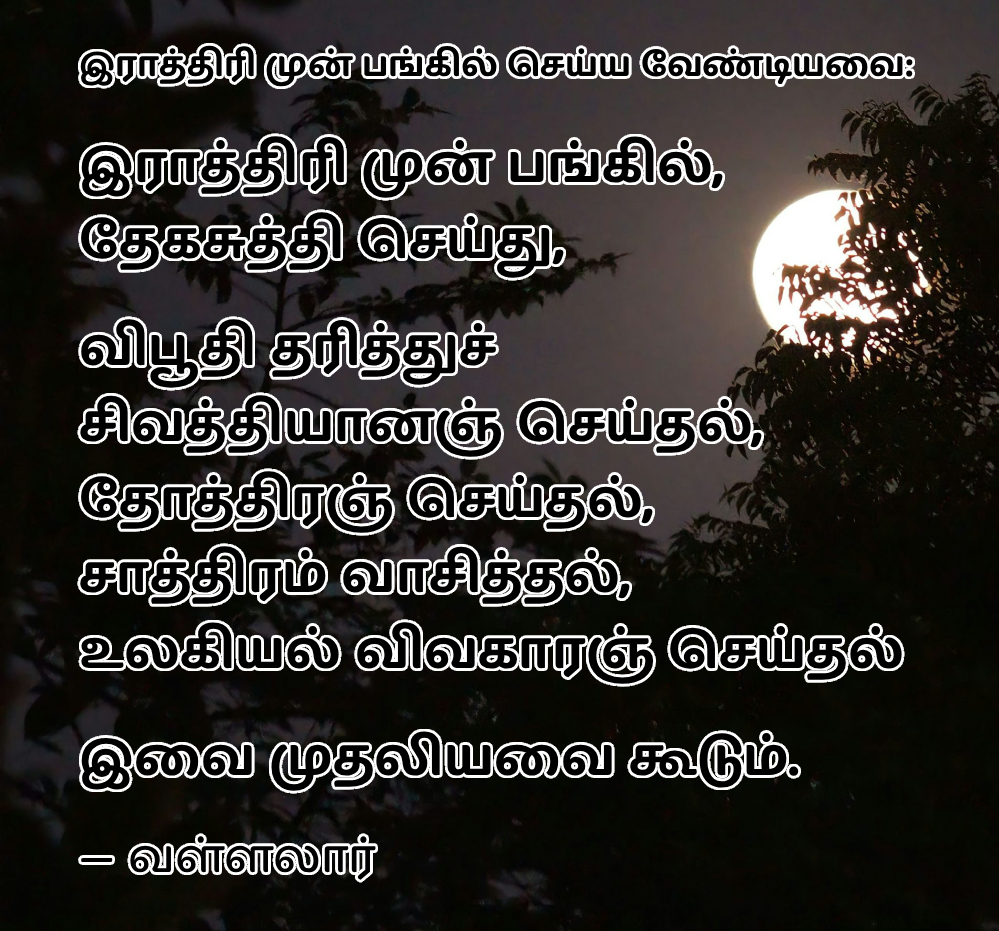 இராத்திரி முன் பங்கில் செய்ய வேண்டியவை:
இராத்திரி முன் பங்கில்,
தேகசுத்தி செய்து,
விபூதி தரித்துச்
சிவத்தியானஞ் செய்தல்,
தோத்திரஞ் செய்தல்,
சாத்திரம் வாசித்தல்,
உலகியல் விவகாரஞ் செய்தல்
இவை முதலியவை கூடும்.
– வள்ளலார்